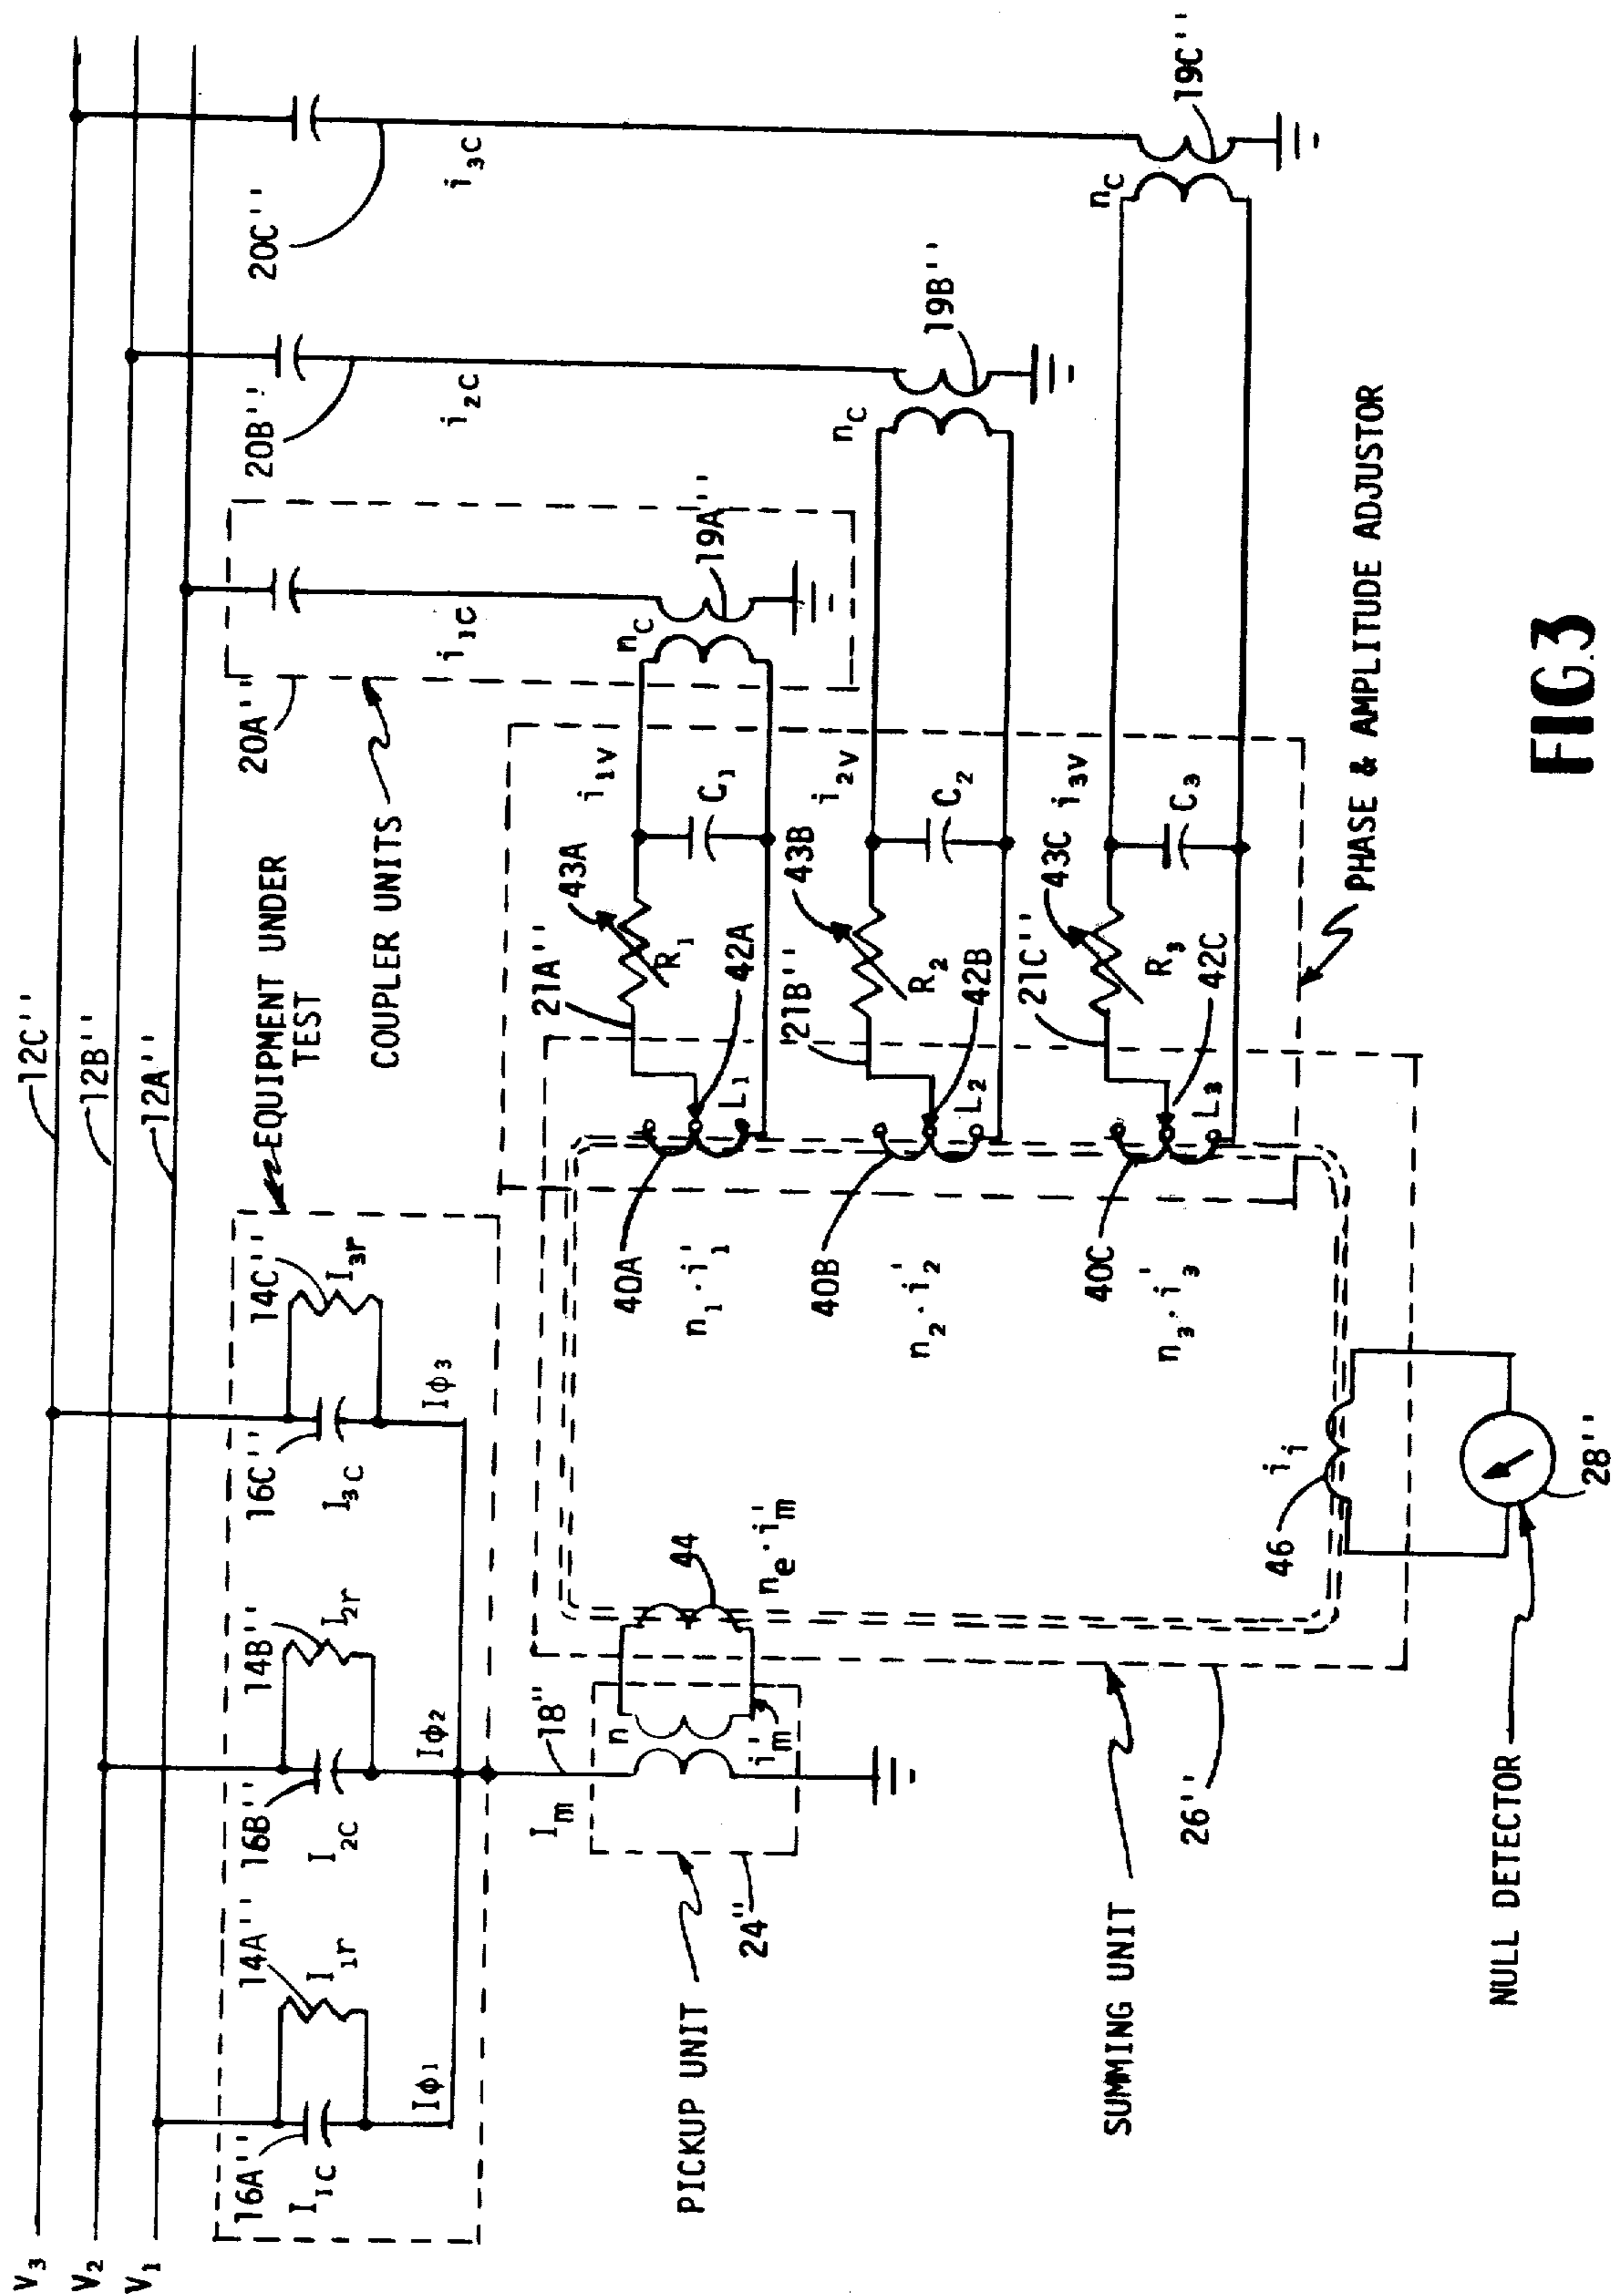 V₃
V₂
V₁
12C''
12B''
12A''
EQUIPMENT UNDER
TEST
COUPLER UNITS
20A''
20B''
20C''
16A''
14A''
I₁C
I₁r
Iϕ₁
16B''
14B''
I₂C
I₂r
Iϕ₂
16C''
14C''
I₃C
I₃r
Iϕ₃
i₁C
i₂C
i₃C
Iₘ
18"
n
i'ₘ
44
nₑ·i'ₘ
PICKUP UNIT
24"
40A
n₁·i'₁
40B
n₂·i'₂
40C
n₃·i'₃
21A''
43A
R₁
42A
L₁
i₁ᵥ
C₁
nC
19A''
21B''
43B
R₂
42B
L₂
i₂ᵥ
C₂
nC
19B''
21C''
43C
R₃
42C
L₃
i₃ᵥ
C₃
nC
19C''
SUMMING UNIT
26''
46
iᵢ
PHASE & AMPLITUDE ADJUSTOR
NULL DETECTOR
28''
FIG.3